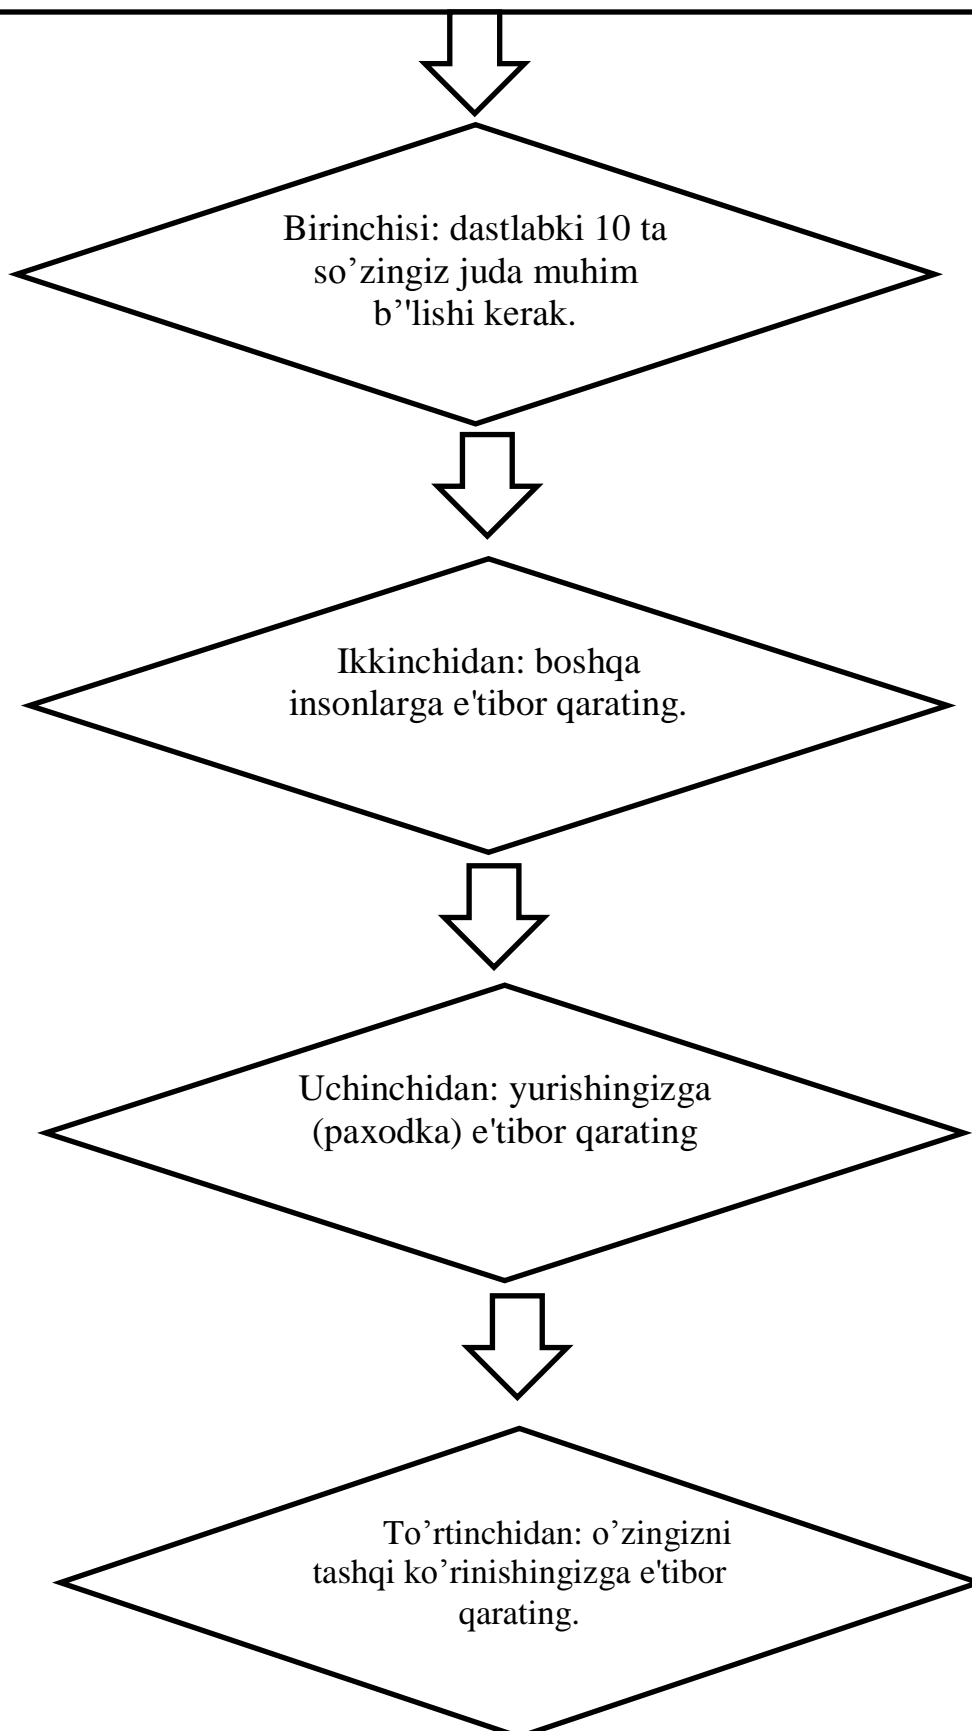 Birinchisi: dastlabki 10 ta
so’zingiz juda muhim
b’'lishi kerak.
Ikkinchidan: boshqa
insonlarga e'tibor qarating.
Uchinchidan: yurishingizga
(paxodka) e'tibor qarating
To’rtinchidan: o’zingizni
tashqi ko’rinishingizga e'tibor
qarating.